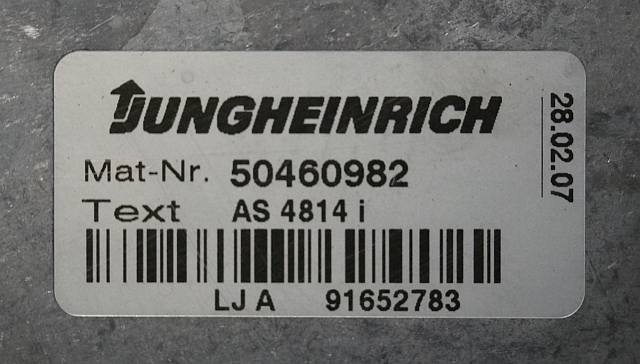 JUNGHEINRICH
Mat-Nr. 50460982
Text AS 4814 i
LJ A 91652783
28.02.07